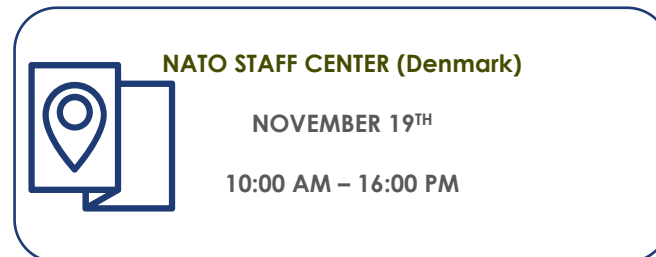 NATO STAFF CENTER (Denmark)
NOVEMBER 19TH
10:00 AM – 16:00 PM